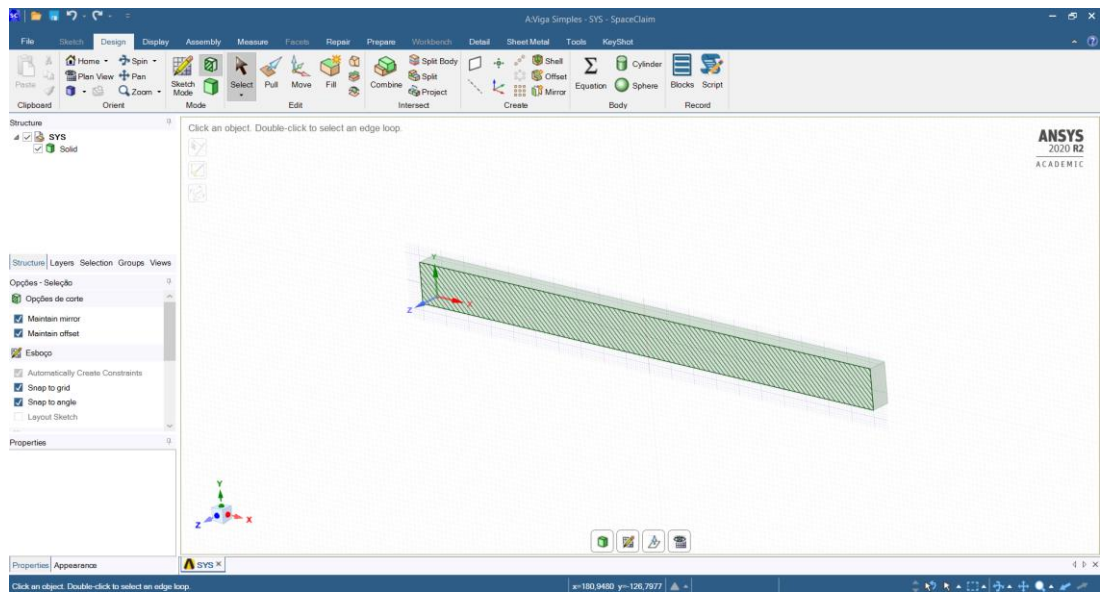 A:Viga Simples - SYS - SpaceClaim
File Sketch Design Display Assembly Measure Facets Repair Prepare Workbench Detail Sheet Metal Tools KeyShot
Paste
Clipboard
Home Spin
Plan View Pan
Zoom
Orient
Sketch Mode
Mode
Select Pull Move Fill
Edit
Combine
Split Body
Split
Project
Intersect
Shell
Offset
Mirror
Create
Equation
Cylinder
Sphere
Body
Blocks Script
Record
Structure
SYS
Solid
Structure Layers Selection Groups Views
Opções - Seleção
Opções de corte
Maintain mirror
Maintain offset
Esboço
Automatically Create Constraints
Snap to grid
Snap to angle
Layout Sketch
Properties
Properties Appearance
Click an object. Double-click to select an edge loop.
ANSYS
2020 R2
ACADEMIC
Y
X
Z
Y
X
Z
SYS
Click an object. Double-click to select an edge loop.
x=180,9480 y=-126,7977